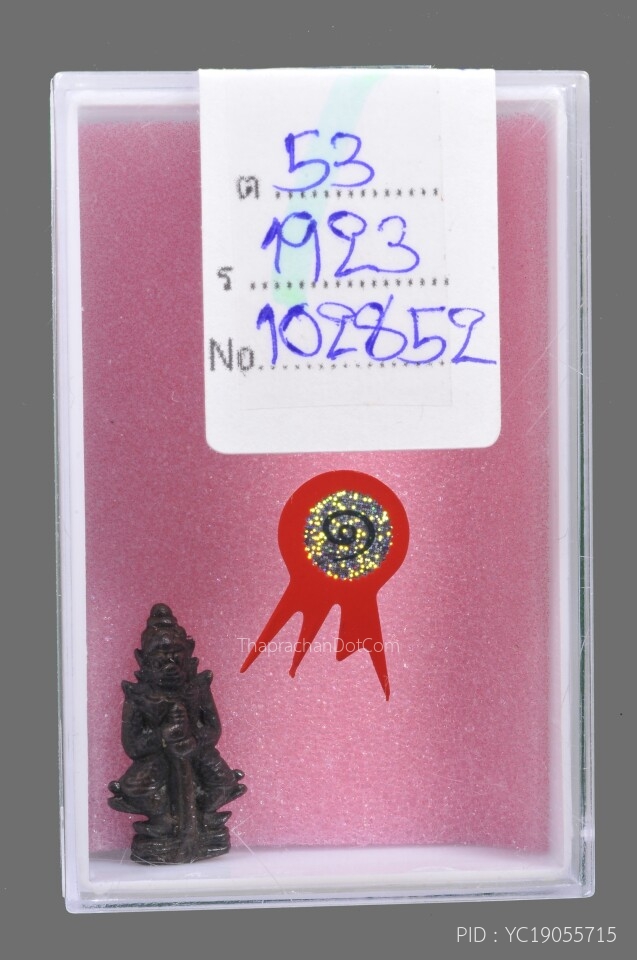 ต 53
ร 1923
No. 102852
ThaprachanDotCom
PID : YC19055715